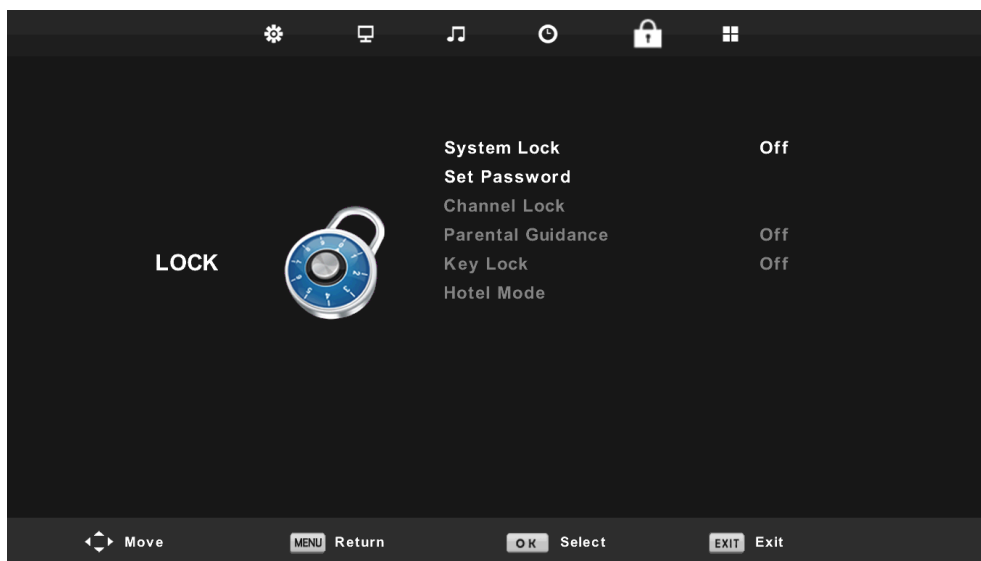 System Lock Off
Set Password
Channel Lock
Parental Guidance Off
Key Lock Off
Hotel Mode
LOCK
Move MENU Return OK Select EXIT Exit